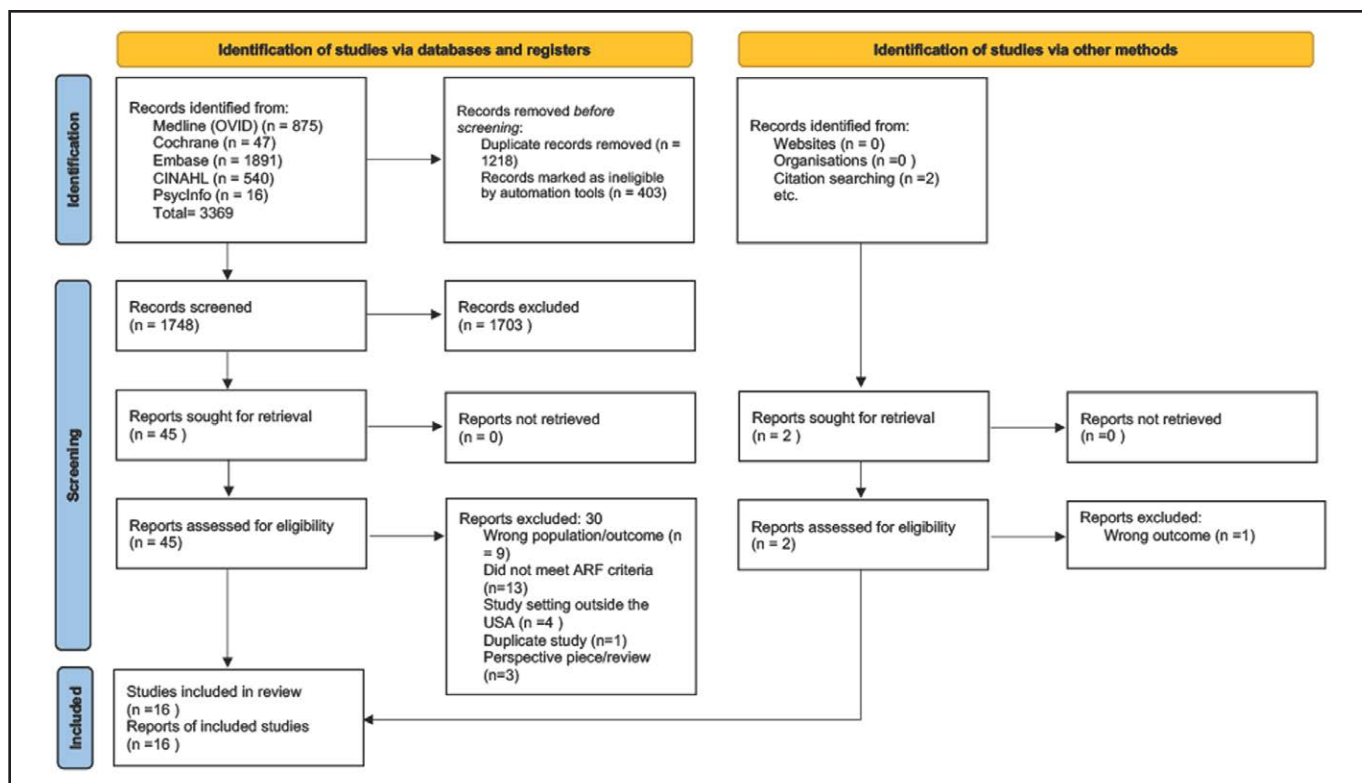 Identification of studies via databases and registers
Identification of studies via other methods
Identification
Records identified from:
Medline (OVID) (n = 875)
Cochrane (n = 47)
Embase (n = 1891)
CINAHL (n = 540)
PsycInfo (n = 16)
Total= 3369
Records removed before
screening:
Duplicate records removed (n =
1218)
Records marked as ineligible
by automation tools (n = 403)
Records identified from:
Websites (n = 0)
Organisations (n =0 )
Citation searching (n =2)
etc.
Screening
Records screened
(n = 1748)
Records excluded
(n = 1703 )
Reports sought for retrieval
(n = 45 )
Reports not retrieved
(n = 0)
Reports sought for retrieval
(n = 2 )
Reports not retrieved
(n =0 )
Reports assessed for eligibility
(n = 45)
Reports excluded: 30
Wrong population/outcome (n
= 9)
Did not meet ARF criteria
(n=13)
Study setting outside the
USA (n =4 )
Duplicate study (n=1)
Perspective piece/review
(n=3)
Reports assessed for eligibility
(n = 2)
Reports excluded:
Wrong outcome (n =1)
Included
Studies included in review
(n =16 )
Reports of included studies
(n =16 )